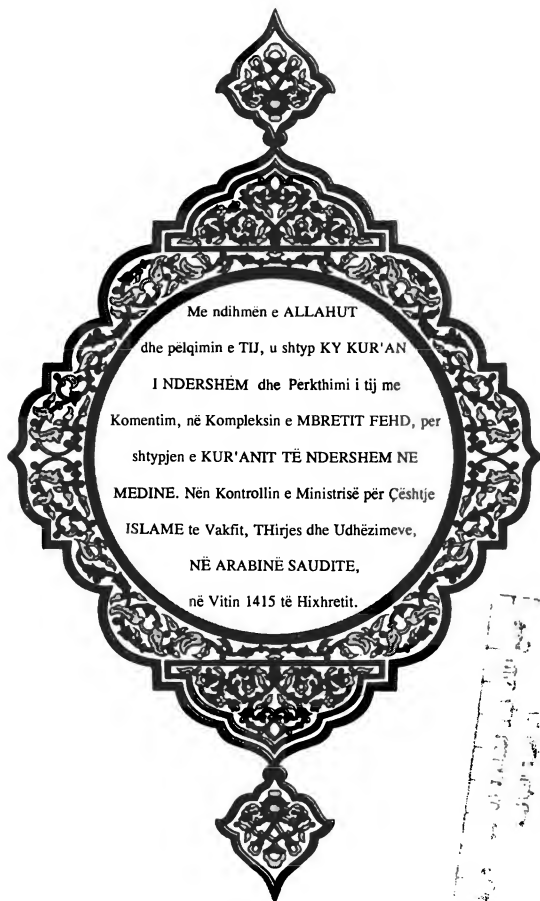 Me ndihmën e ALLAHUT
dhe pëlqimin e TIJ, u shtyp KY KUR'AN
I NDERSHËM dhe Perkthimi i tij me
Komentim, në Kompleksin e MBRETIT FEHD, per
shtypjen e KUR'ANIT TË NDERSHEM NE
MEDINE. Nën Kontrollin e Ministrisë për Çështje
ISLAME te Vakfit, THirjes dhe Udhëzimeve,
NË ARABINË SAUDITE,
në Vitin 1415 të Hixhretit.